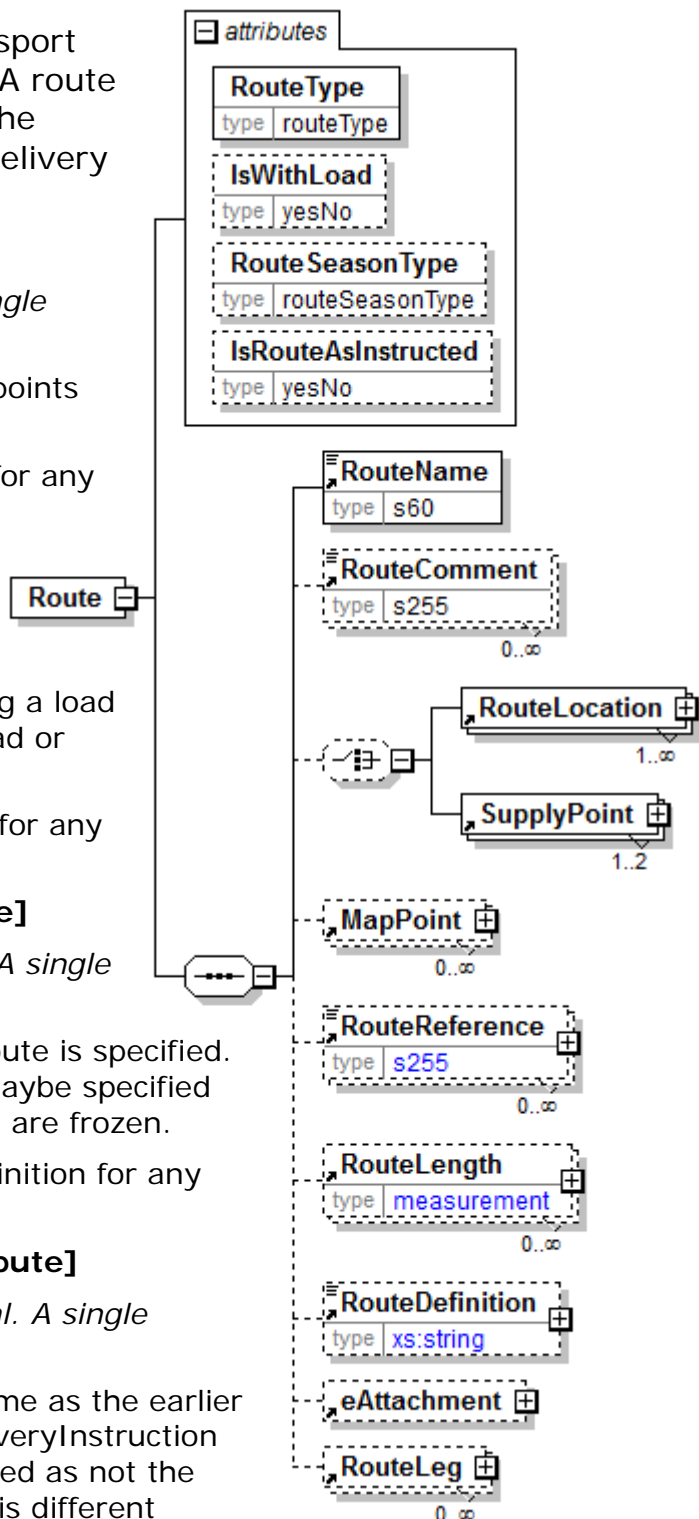 sport
A route
he
elivery
ngle
points
for any
g a load
ad or
for any
e]
A single
oute is specified.
maybe specified
are frozen.
inition for any
oute]
al. A single
me as the earlier
veryInstruction
ed as not the
is different
attributes
RouteType
type routeType
IsWithLoad
type yesNo
RouteSeasonType
type routeSeasonType
IsRouteAsInstructed
type yesNo
Route
RouteName
type s60
RouteComment
type s255
0..∞
RouteLocation
1..∞
SupplyPoint
1..2
MapPoint
0..∞
RouteReference
type s255
0..∞
RouteLength
type measurement
0..∞
RouteDefinition
type xs:string
eAttachment
RouteLeg
0..∞